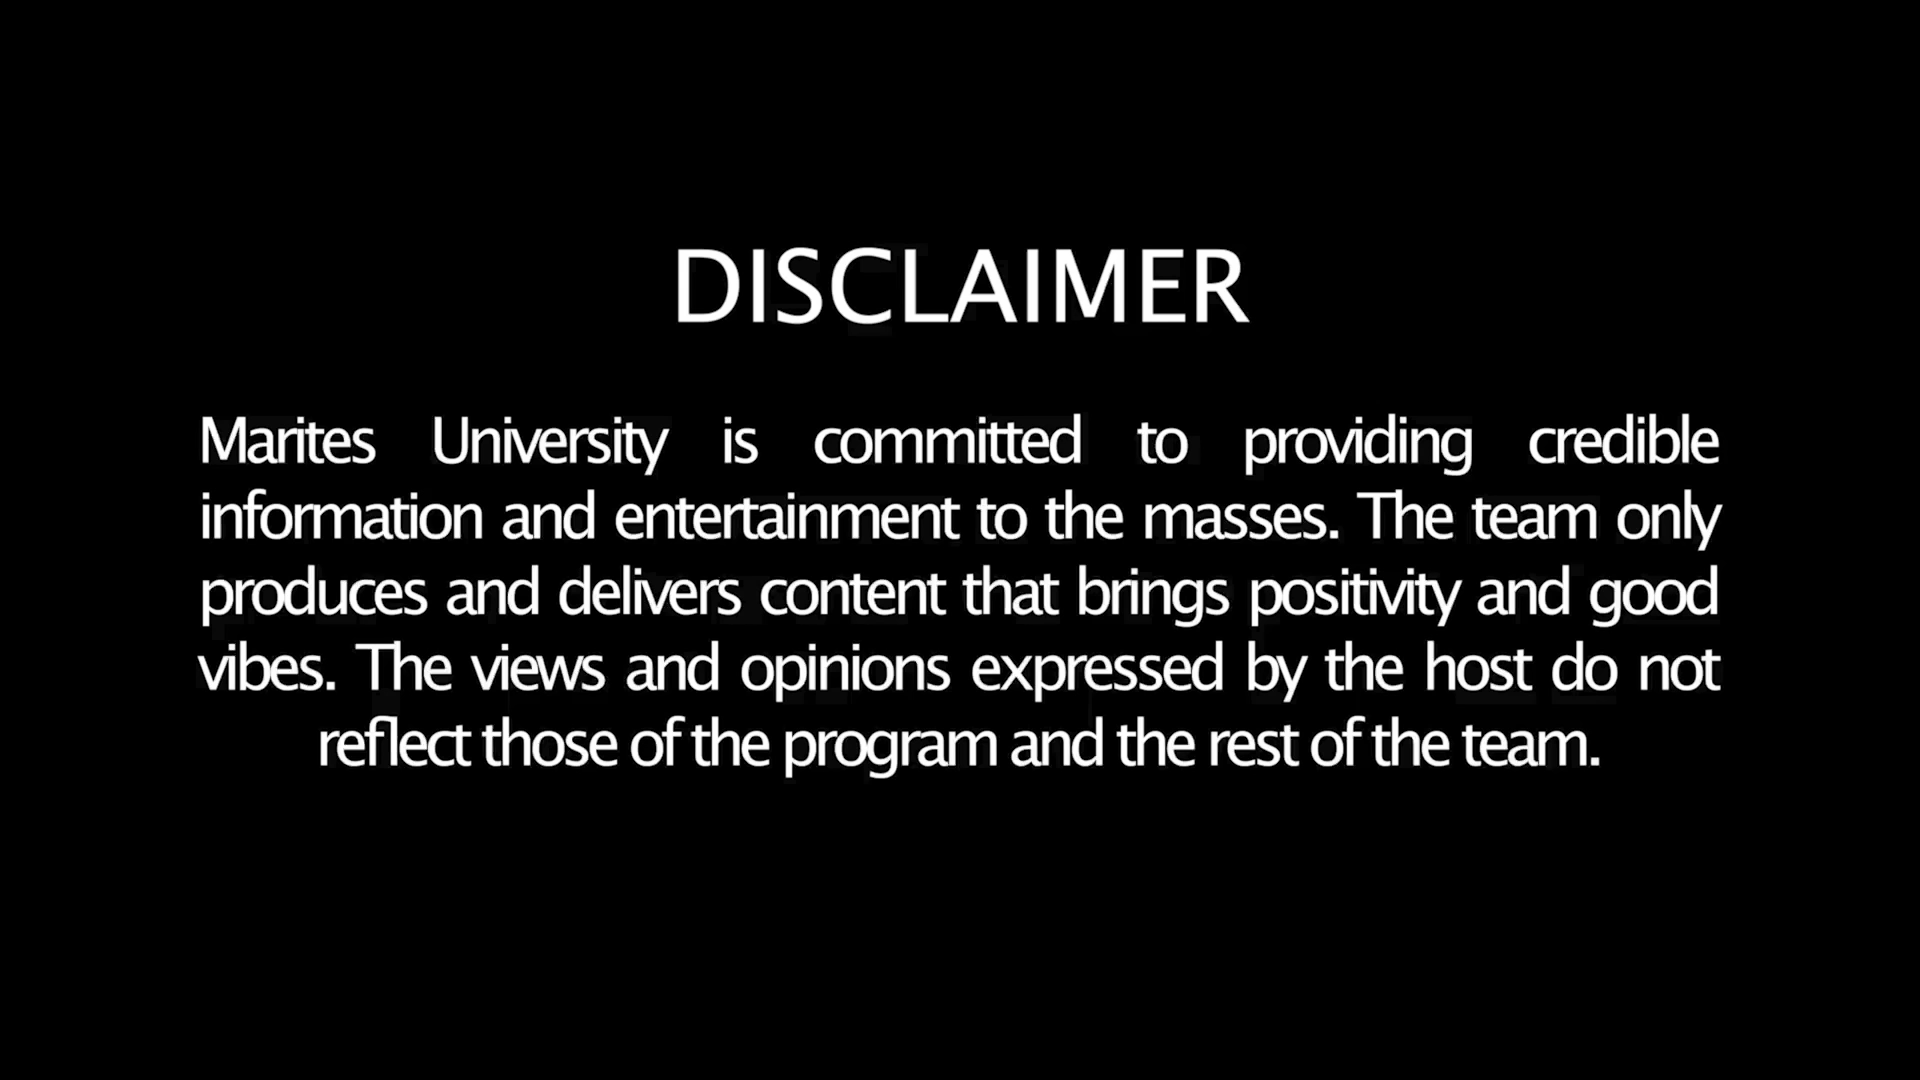 DISCLAIMER
Marites University is committed to providing credible
information and entertainment to the masses. The team only
produces and delivers content that brings positivity and good
vibes. The views and opinions expressed by the host do not
reflect those of the program and the rest of the team.